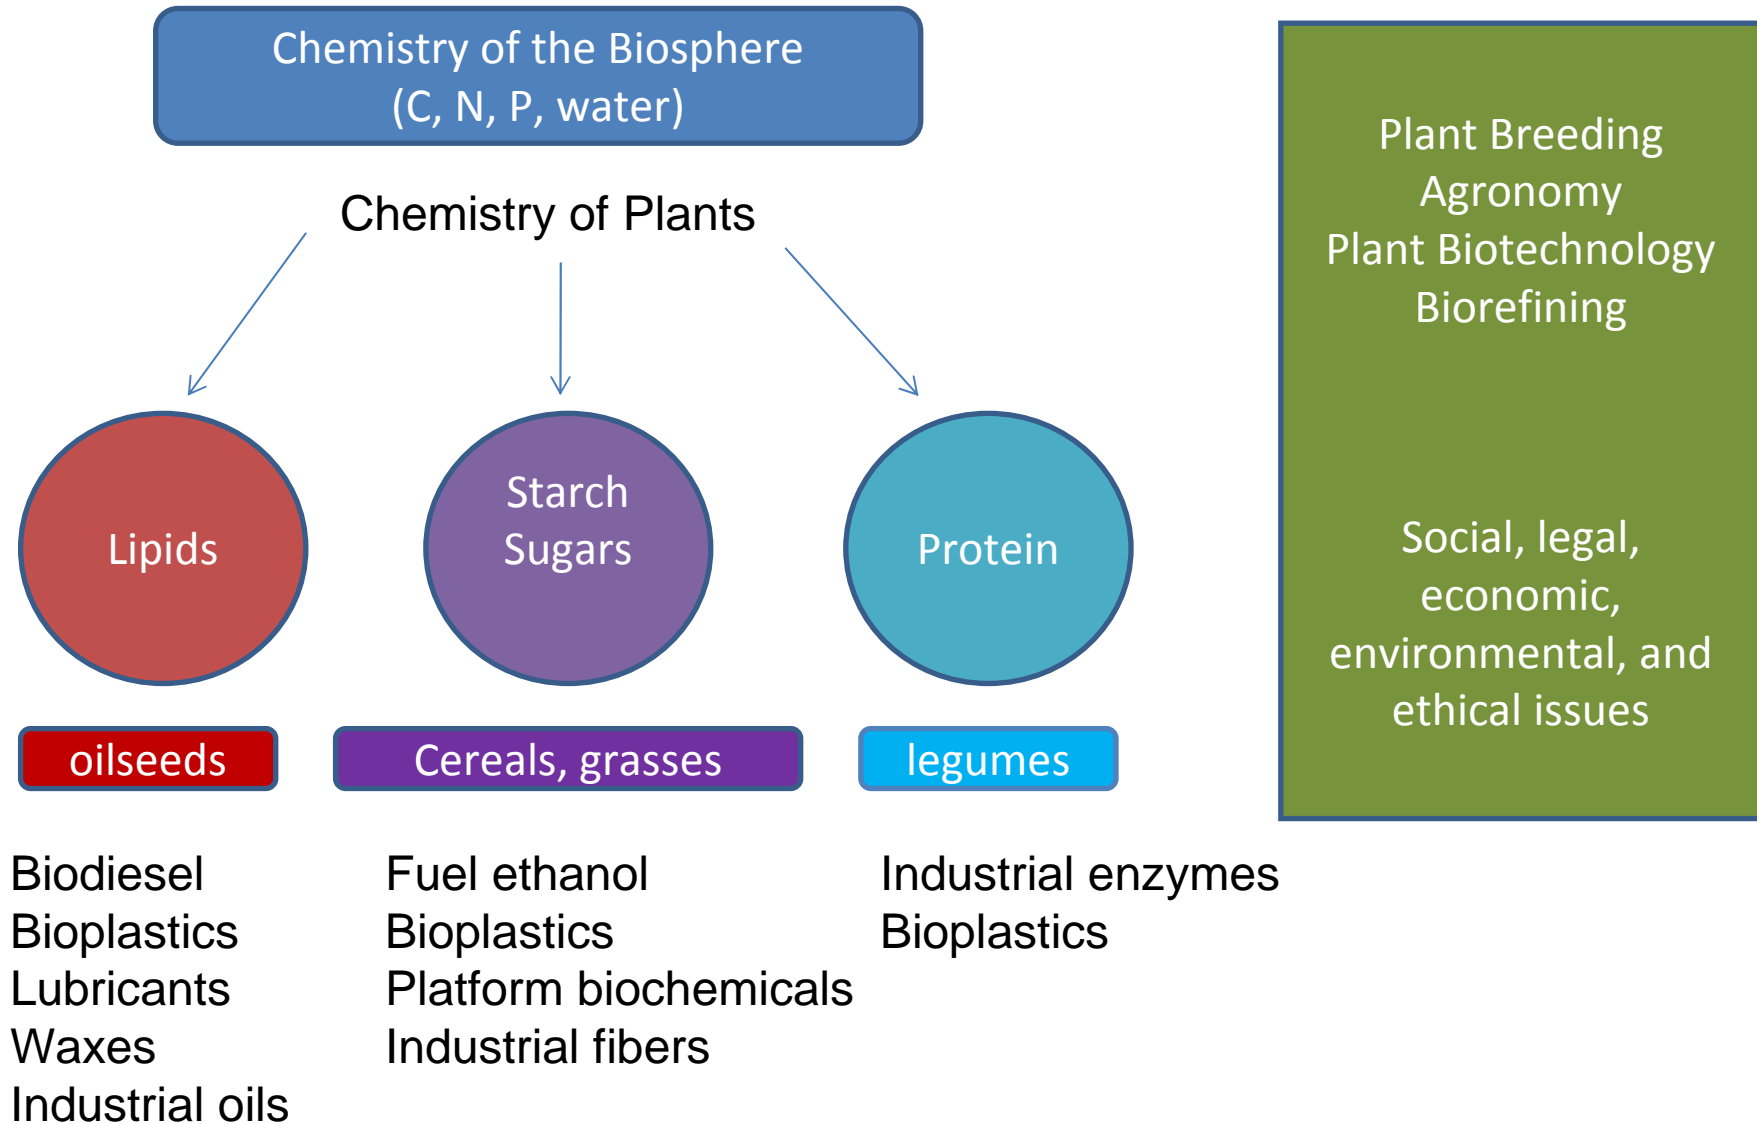 Chemistry of the Biosphere
(C, N, P, water)
Chemistry of Plants
Lipids
Starch
Sugars
Protein
oilseeds
Cereals, grasses
legumes
Biodiesel
Bioplastics
Lubricants
Waxes
Industrial oils
Fuel ethanol
Bioplastics
Platform biochemicals
Industrial fibers
Industrial enzymes
Bioplastics
Plant Breeding
Agronomy
Plant Biotechnology
Biorefining
Social, legal,
economic,
environmental, and
ethical issues